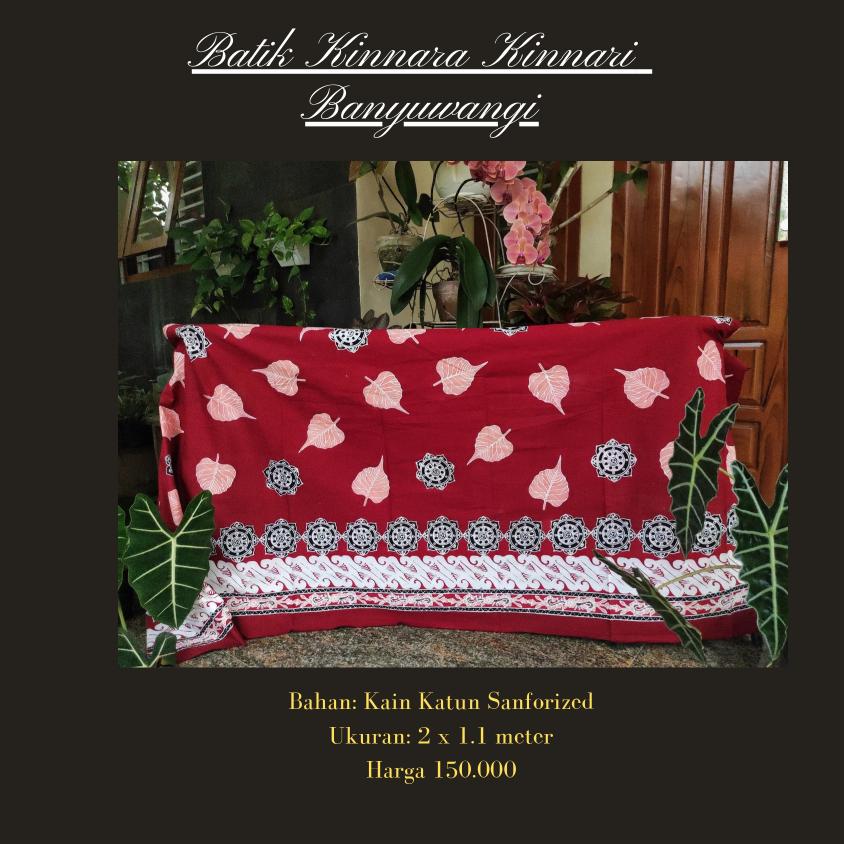 Batik Kinnara Kinnari
Banyuwangi
Bahan: Kain Katun Sanforized
Ukuran: 2 x 1.1 meter
Harga 150.000